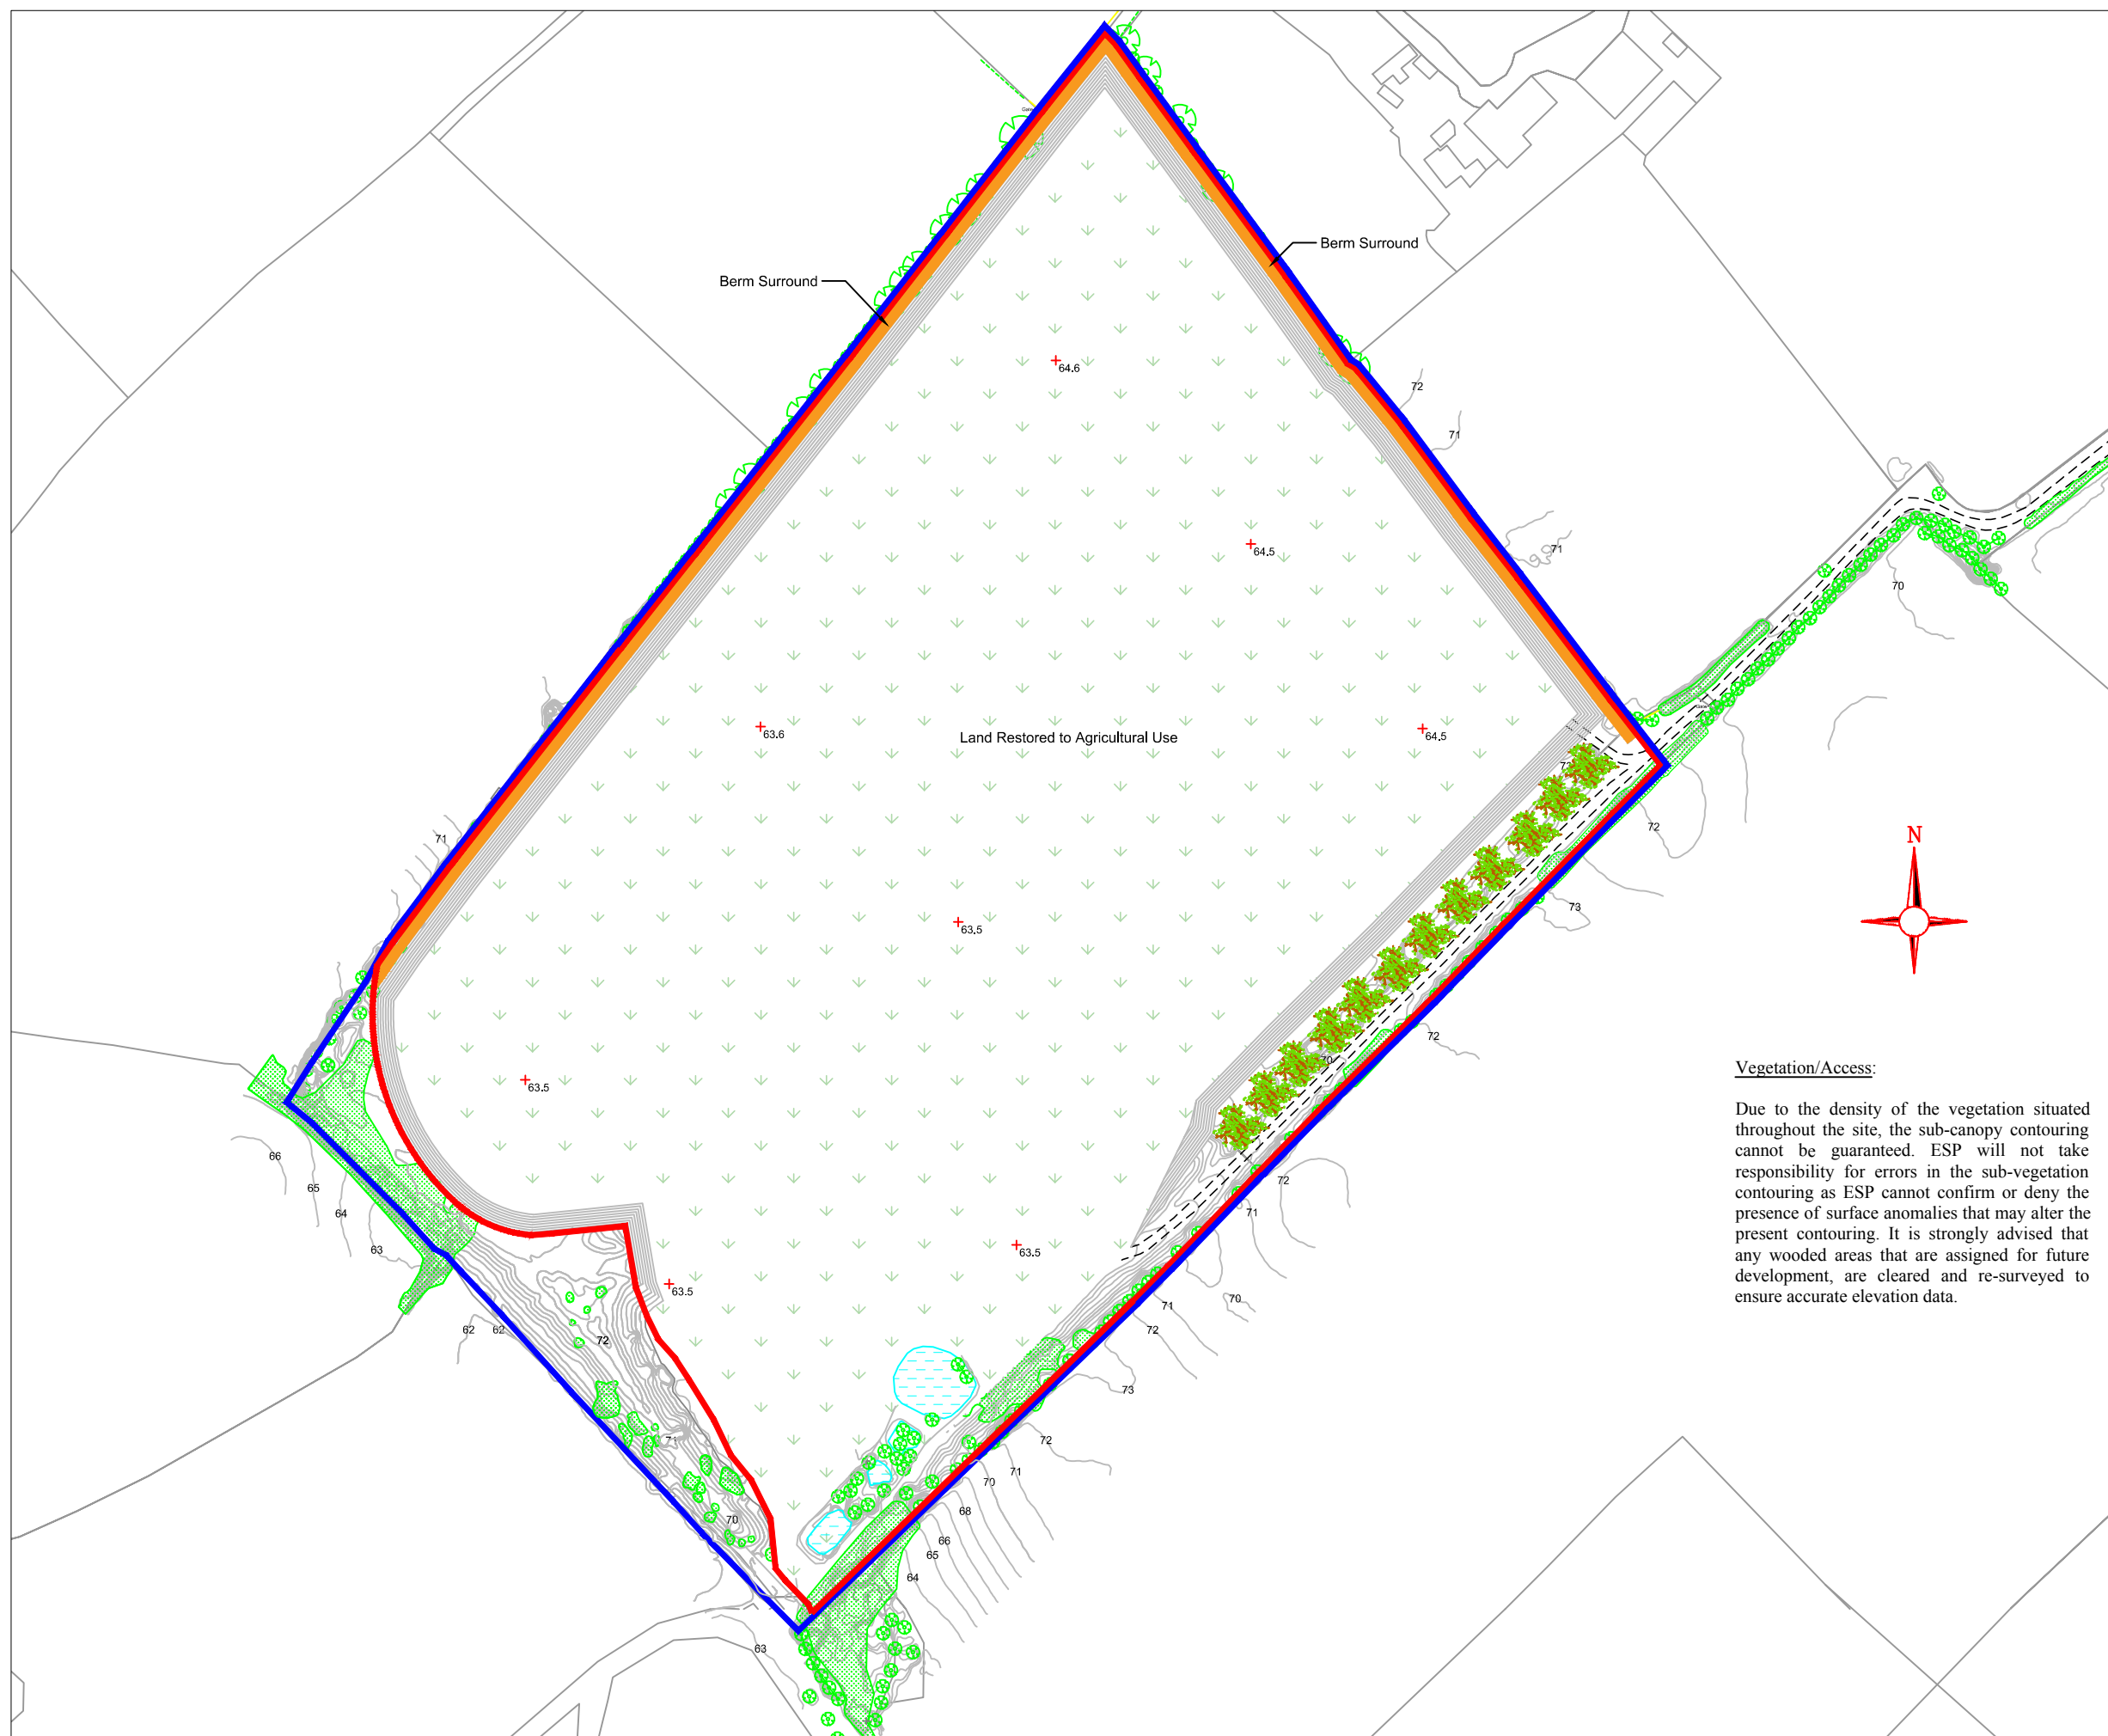 Gate
Berm Surround
Berm Surround
64.6
72
71
64.5
71
70
63.6
Land Restored to Agricultural Use
64.5
Gate
72
71
N
73
63.5
72
70
Vegetation/Access:
63.5
Due to the density of the vegetation situated
throughout the site, the sub-canopy contouring
cannot be guaranteed. ESP will not take
responsibility for errors in the sub-vegetation
contouring as ESP cannot confirm or deny the
presence of surface anomalies that may alter the
present contouring. It is strongly advised that
any wooded areas that are assigned for future
development, are cleared and re-surveyed to
ensure accurate elevation data.
66
65
64
63
72
71
63.5
63.5
70
71
72
62
62
72
73
71
72
71
70
68
70
66
65
64
63